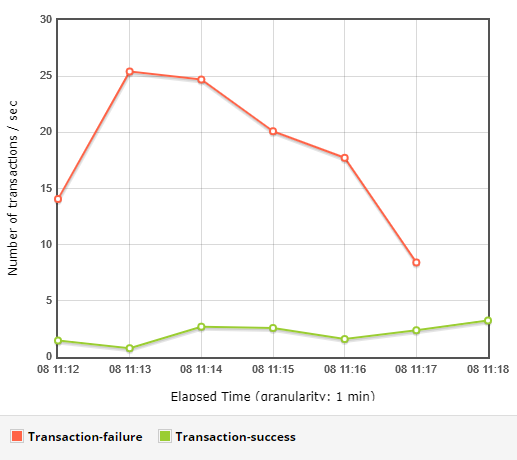 30
25
20
15
10
5
0
Number of transactions / sec
08 11:12 08 11:13 08 11:14 08 11:15 08 11:16 08 11:17 08 11:18
Elapsed Time (granularity: 1 min)
Transaction-failure Transaction-success